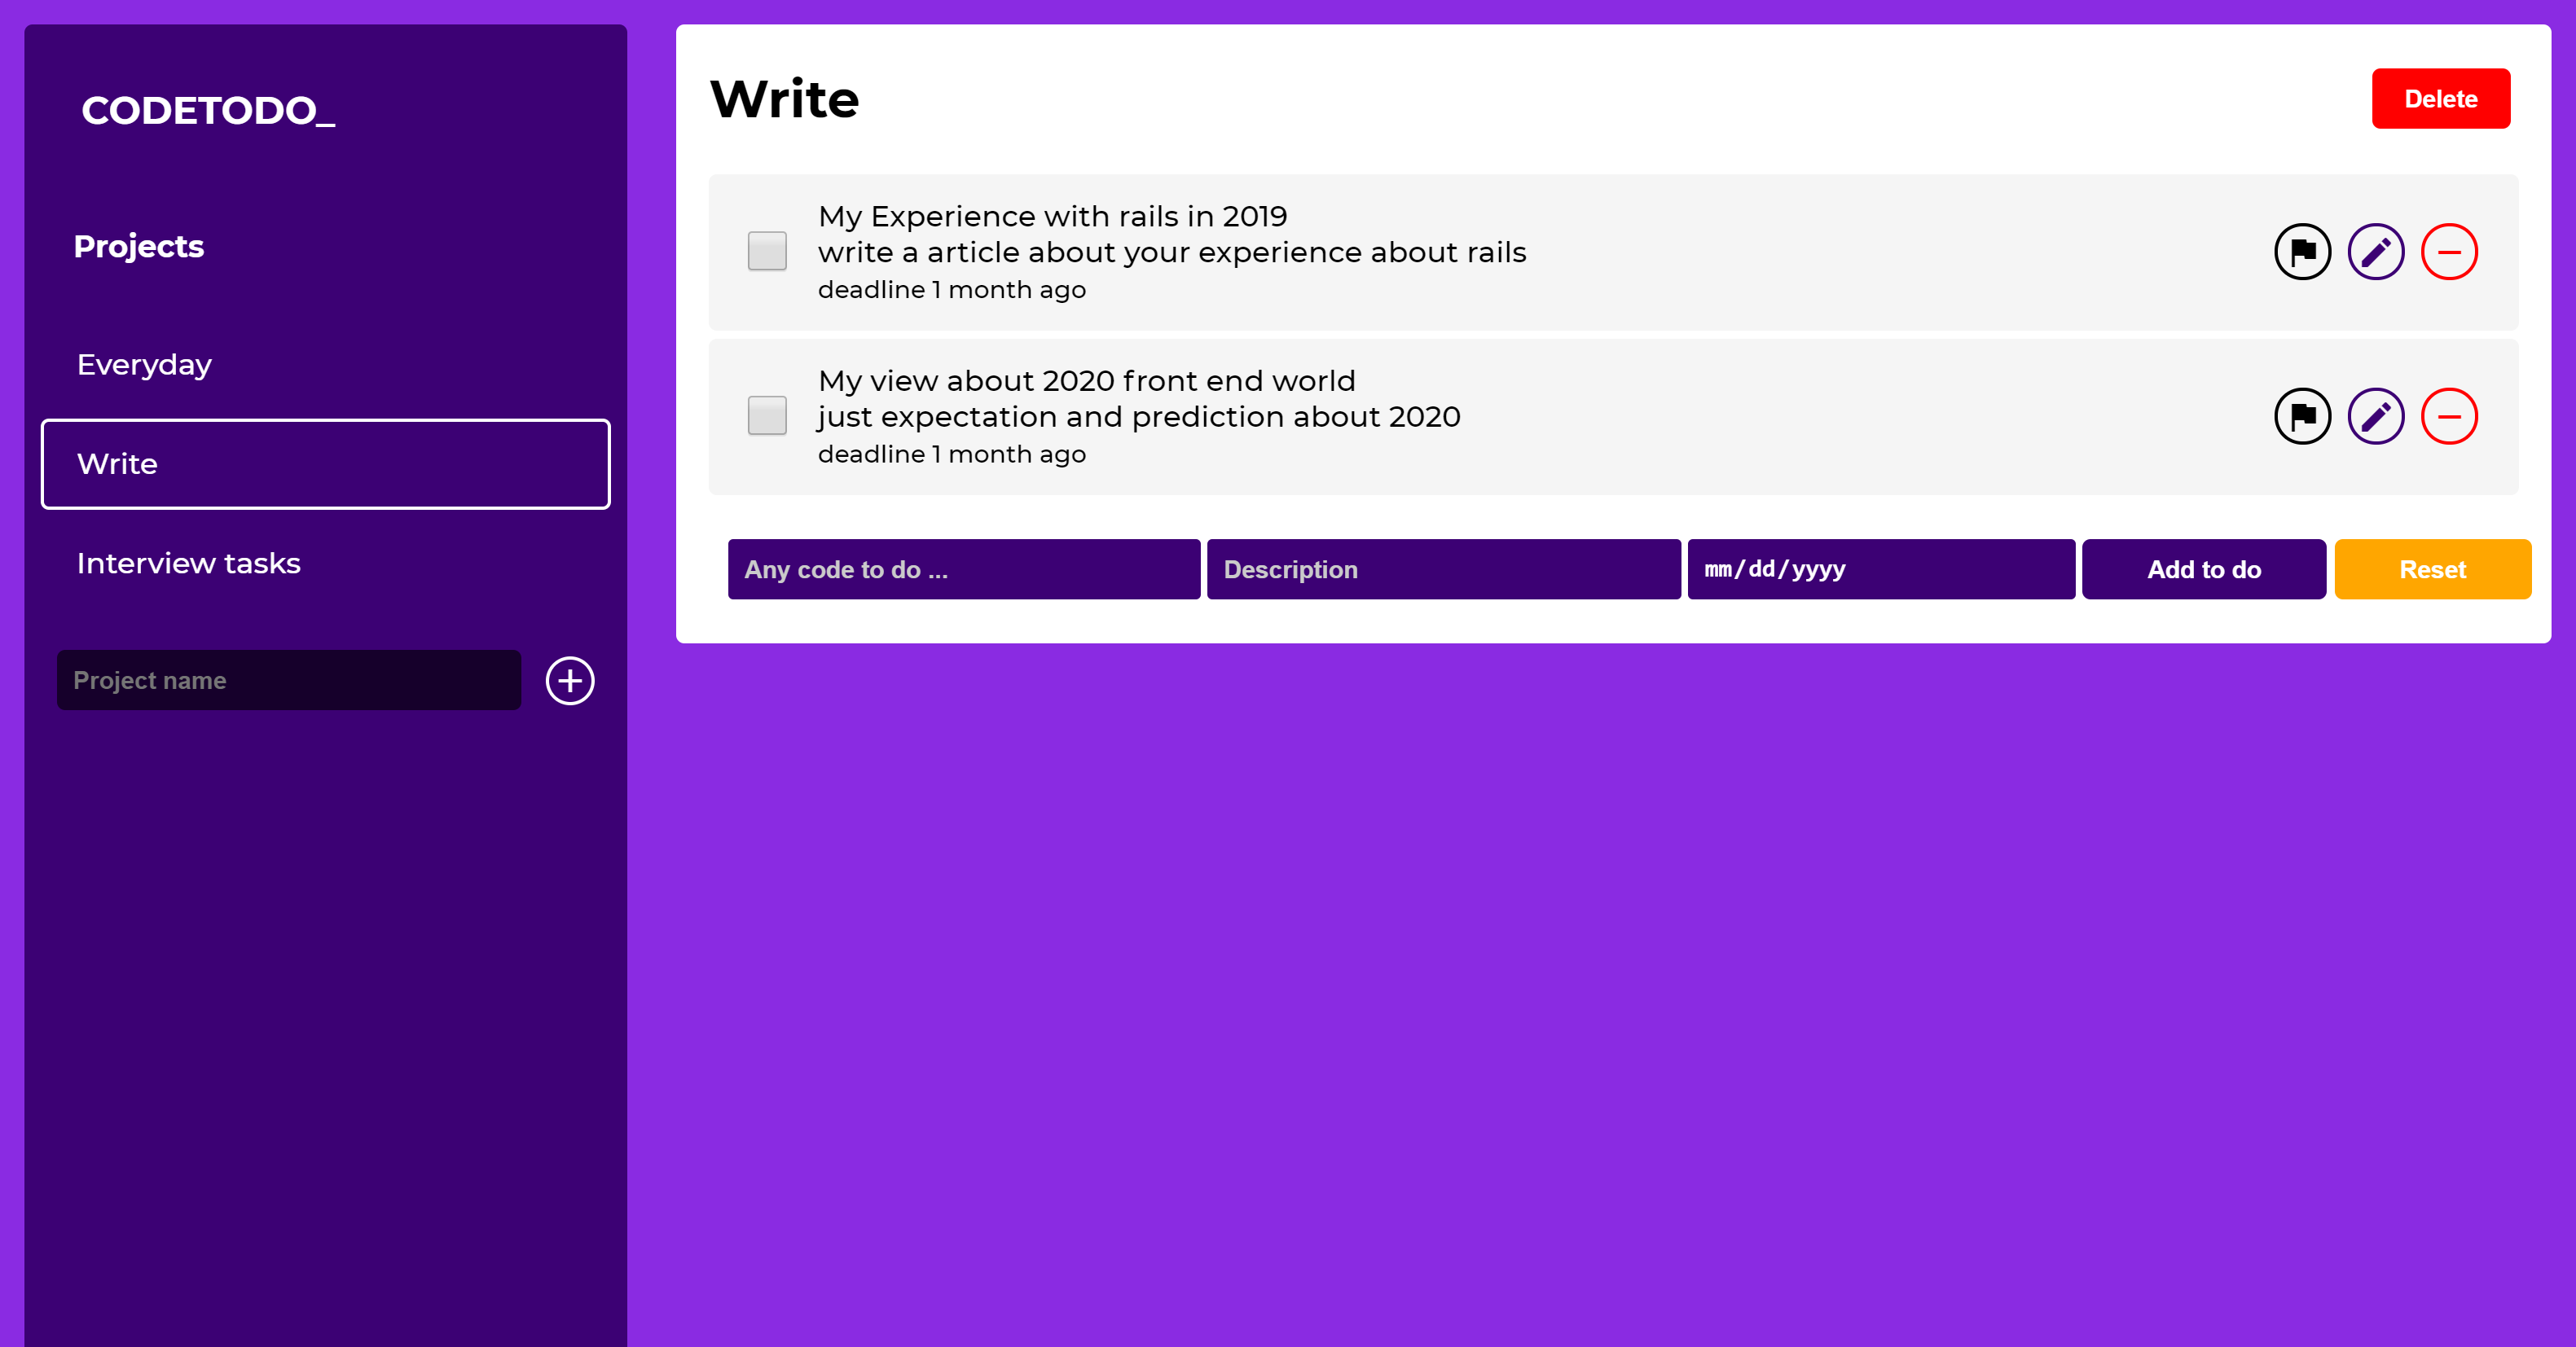 CODETODO_
Projects
Everyday
Write
Interview tasks
Project name
Write
Delete
My Experience with rails in 2019
write a article about your experience about rails
deadline 1 month ago
My view about 2020 front end world
just expectation and prediction about 2020
deadline 1 month ago
Any code to do ...
Description
mm/dd/yyyy
Add to do
Reset